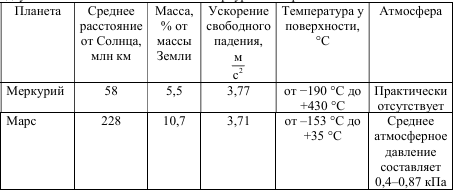 Планета
Среднее расстояние от Солнца, млн км
Масса, % от массы Земли
Ускорение свободного падения, м/с²
Температура у поверхности, °C
Атмосфера
Меркурий
58
5,5
3,77
от −190 °C до +430 °C
Практически отсутствует
Марс
228
10,7
3,71
от −153 °C до +35 °C
Среднее атмосферное давление составляет 0,4–0,87 кПа